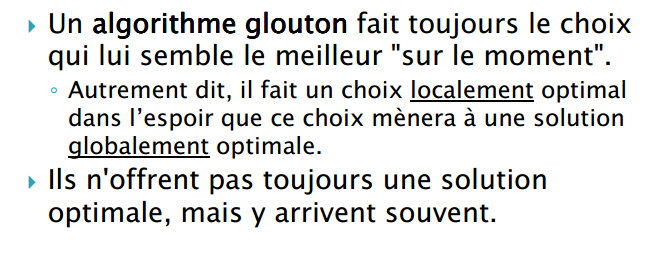 Un algorithme glouton fait toujours le choix
qui lui semble le meilleur "sur le moment".
Autrement dit, il fait un choix localement optimal
dans l’espoir que ce choix mènera à une solution
globalement optimale.
Ils n'offrent pas toujours une solution
optimale, mais y arrivent souvent.